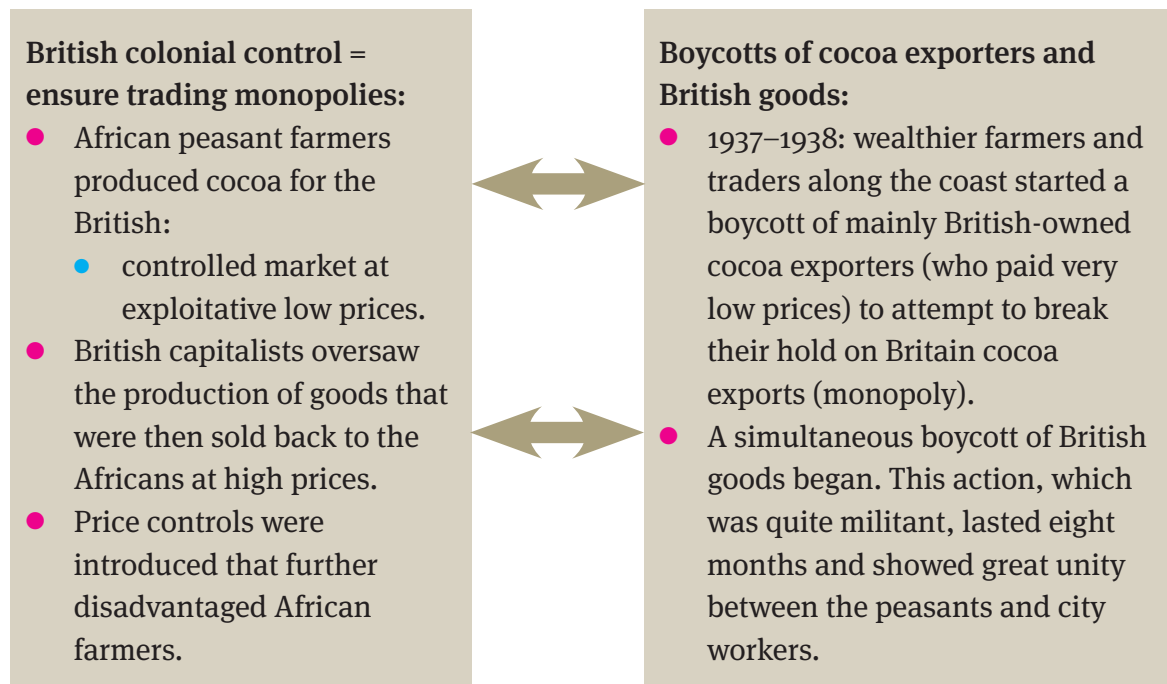 British colonial control =
ensure trading monopolies:
● African peasant farmers
produced cocoa for the
British:
● controlled market at
exploitative low prices.
● British capitalists oversaw
the production of goods that
were then sold back to the
Africans at high prices.
● Price controls were
introduced that further
disadvantaged African
farmers.
Boycotts of cocoa exporters and
British goods:
● 1937–1938: wealthier farmers and
traders along the coast started a
boycott of mainly British-owned
cocoa exporters (who paid very
low prices) to attempt to break
their hold on Britain cocoa
exports (monopoly).
● A simultaneous boycott of British
goods began. This action, which
was quite militant, lasted eight
months and showed great unity
between the peasants and city
workers.